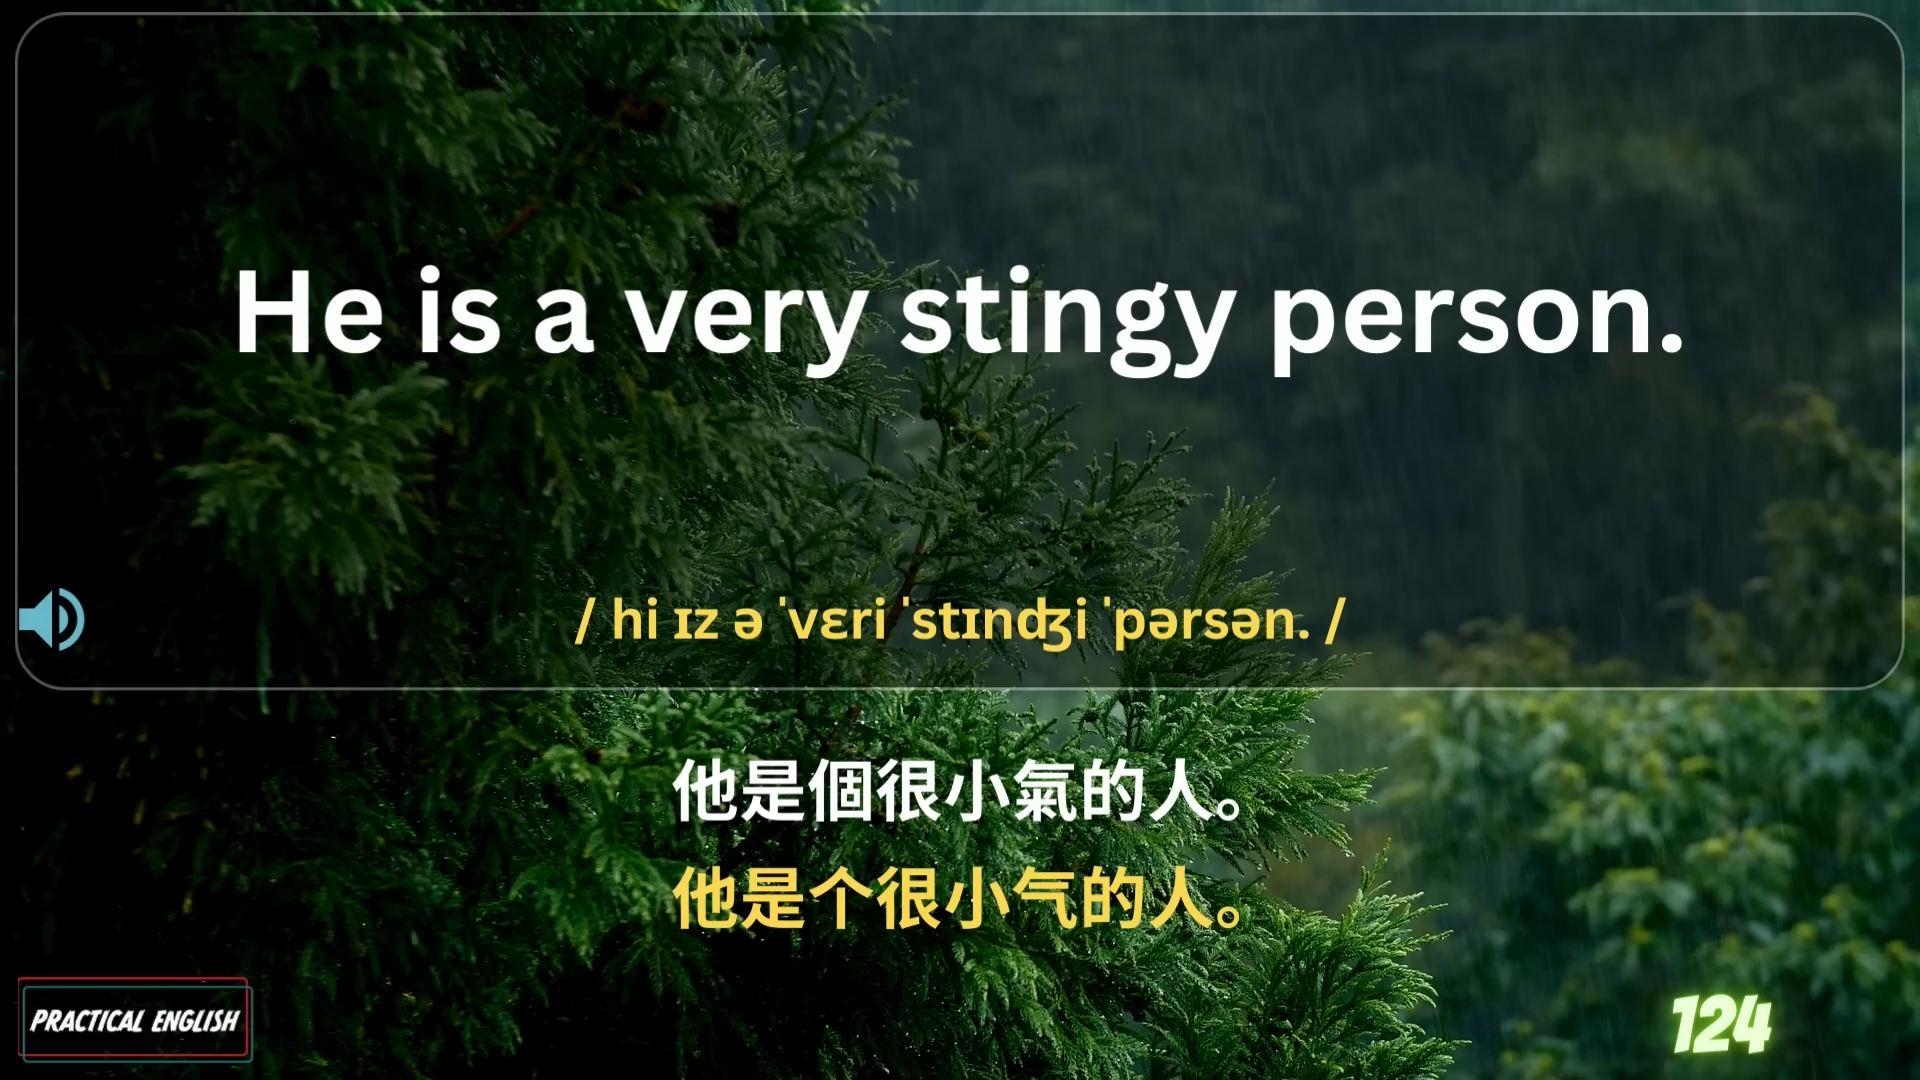 He is a very stingy person.
/ hi ɪz ə ˈvɛri ˈstɪnʤi ˈpərsən. /
他是個很小氣的人。
他是个很小气的人。
PRACTICAL ENGLISH
124